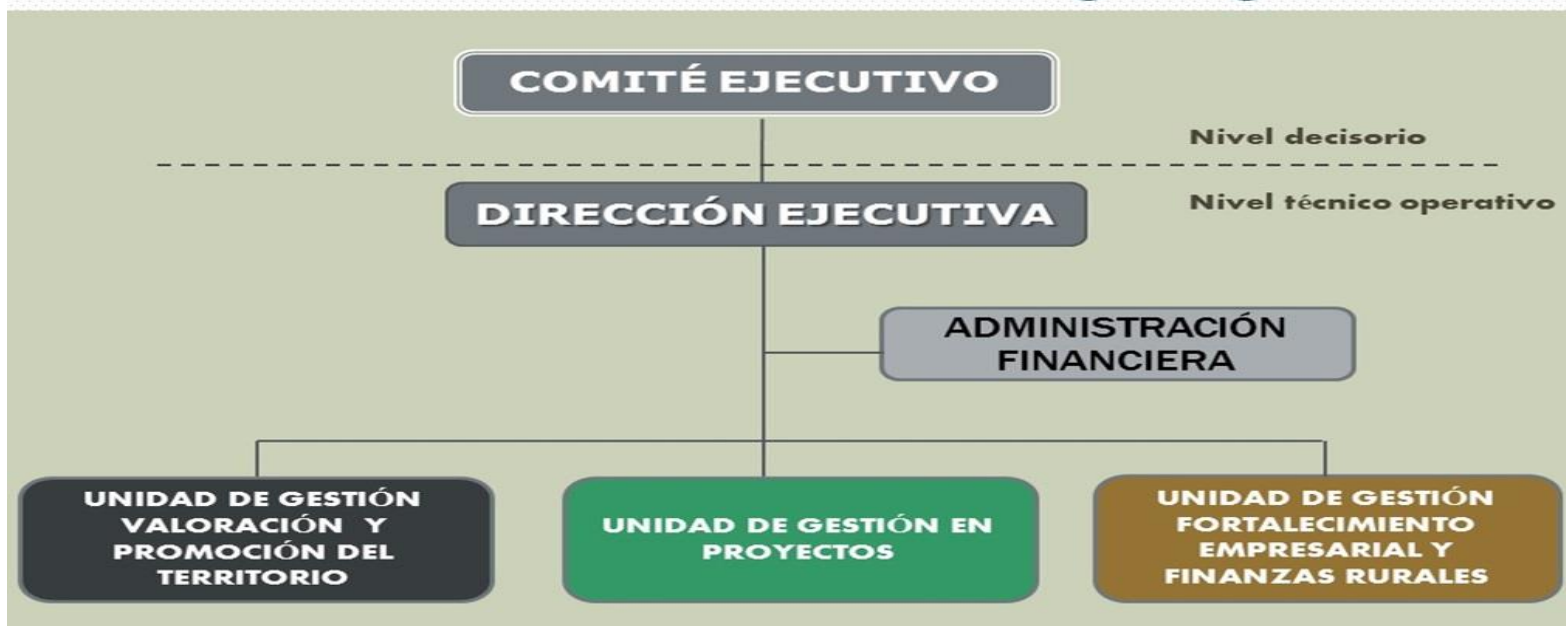 COMITÉ EJECUTIVO
Nivel decisorio
DIRECCIÓN EJECUTIVA
Nivel técnico operativo
ADMINISTRACIÓN
FINANCIERA
UNIDAD DE GESTIÓN
VALORACIÓN Y
PROMOCIÓN DEL
TERRITORIO
UNIDAD DE GESTIÓN EN
PROYECTOS
UNIDAD DE GESTIÓN
FORTALECIMIENTO
EMPRESARIAL Y
FINANZAS RURALES